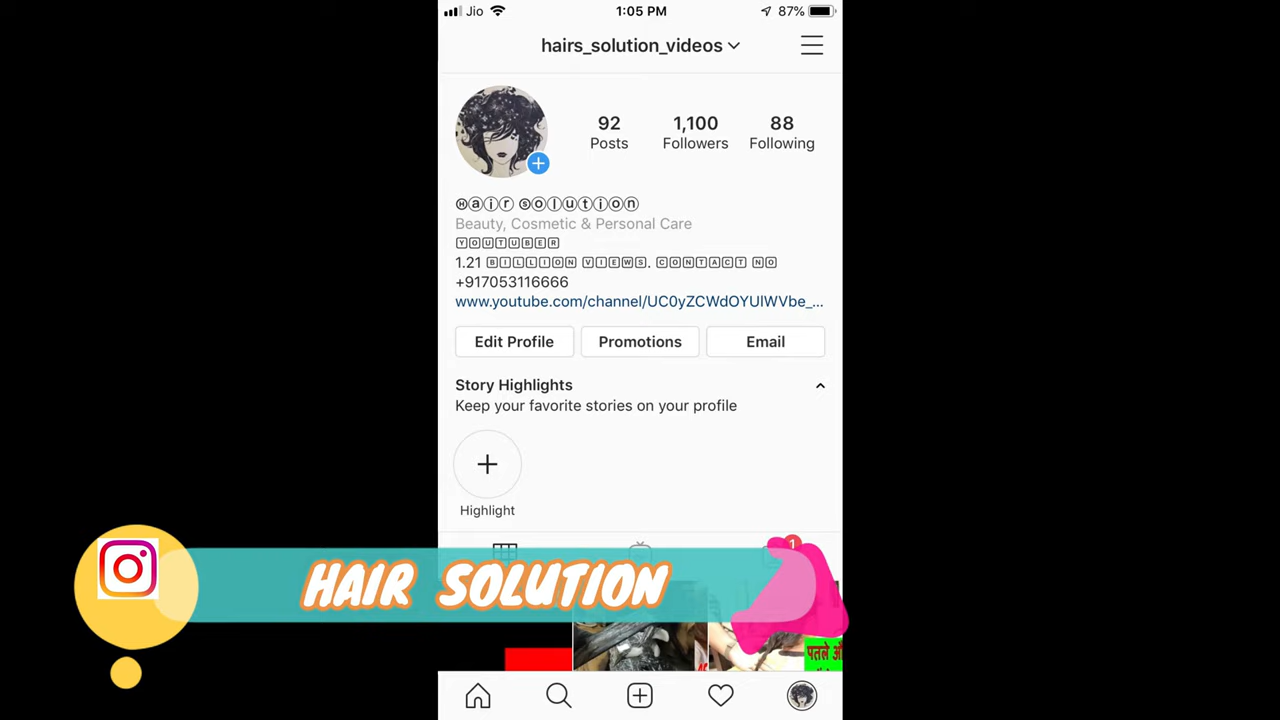 Jio 1:05 PM 87%
hairs_solution_videos
92 1,100 88
Posts Followers Following
Ⓗⓐⓘⓡ ⓢⓞⓛⓤⓣⓘⓞⓝ
Beauty, Cosmetic & Personal Care
🅈🄾🅄🅃🅄🄱🄴🅁
1.21 🄱🄸🄻🄻🄸🄾🄽 🅅🄸🄴🅆🅂. 🄲🄾🄽🅃🄰🄲🅃 🄽🄾
+917053116666
www.youtube.com/channel/UC0yZCWdOYUlWVbe_...
Edit Profile Promotions Email
Story Highlights
Keep your favorite stories on your profile
Highlight
1
HAIR SOLUTION
पतले